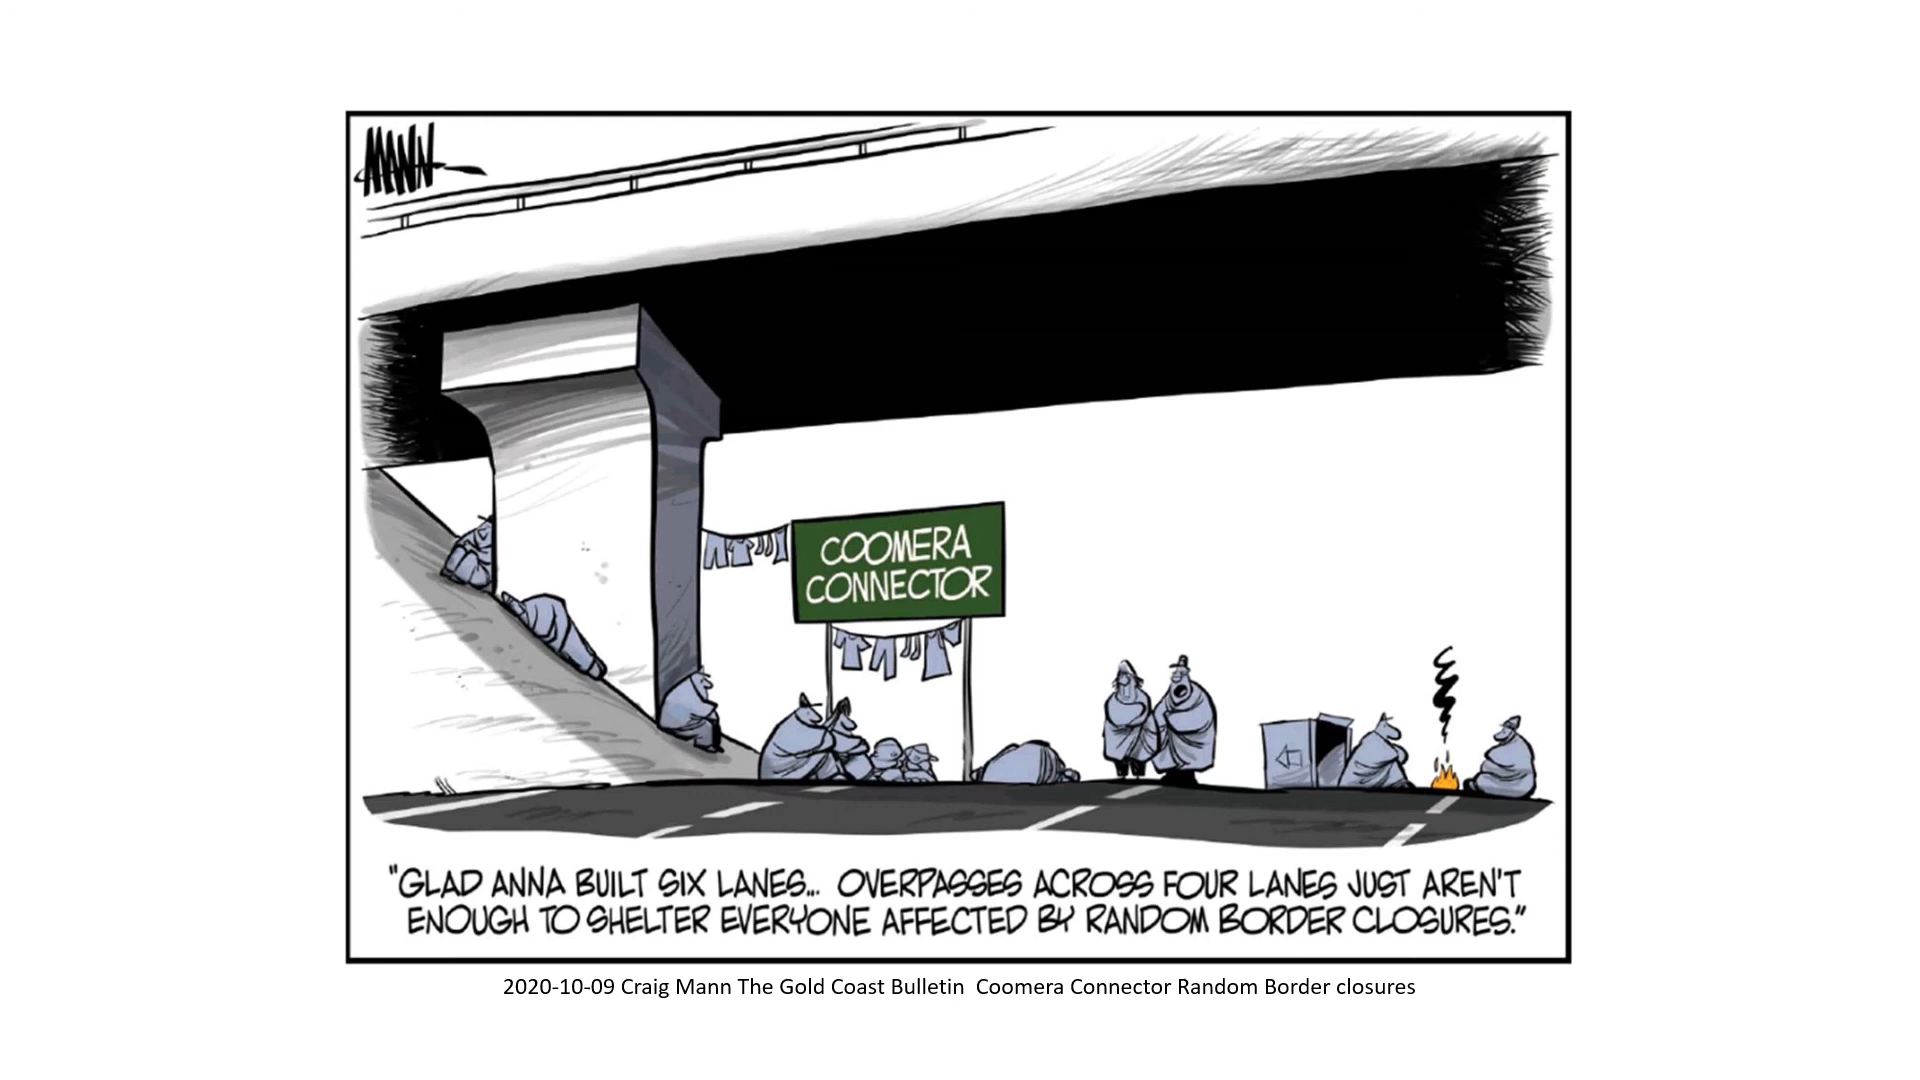 MANN
COOMERA
CONNECTOR
"GLAD ANNA BUILT SIX LANES... OVERPASSES ACROSS FOUR LANES JUST AREN'T
ENOUGH TO SHELTER EVERYONE AFFECTED BY RANDOM BORDER CLOSURES."
2020-10-09 Craig Mann The Gold Coast Bulletin  Coomera Connector Random Border closures